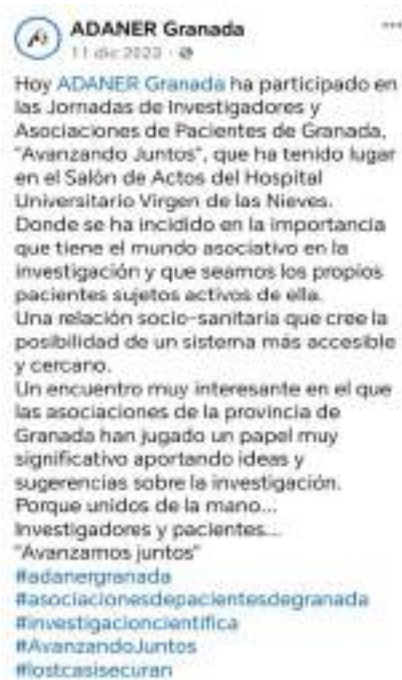 ADANER Granada
11 dic 2023
Hoy ADANER Granada ha participado en
las Jornadas de Investigadores y
Asociaciones de Pacientes de Granada,
"Avanzando Juntos", que ha tenido lugar
en el Salón de Actos del Hospital
Universitario Virgen de las Nieves.
Donde se ha incidido en la importancia
que tiene el mundo asociativo en la
investigación y que seamos los propios
pacientes sujetos activos de ella.
Una relación socio-sanitaria que cree la
posibilidad de un sistema más accesible
y cercano.
Un encuentro muy interesante en el que
las asociaciones de la provincia de
Granada han jugado un papel muy
significativo aportando ideas y
sugerencias sobre la investigación.
Porque unidos de la mano...
Investigadores y pacientes...
"Avanzamos juntos"
#adanergranada
#asociacionesdepacientesdegranada
#investigacioncientifica
#AvanzandoJuntos
#lostcasisecuran